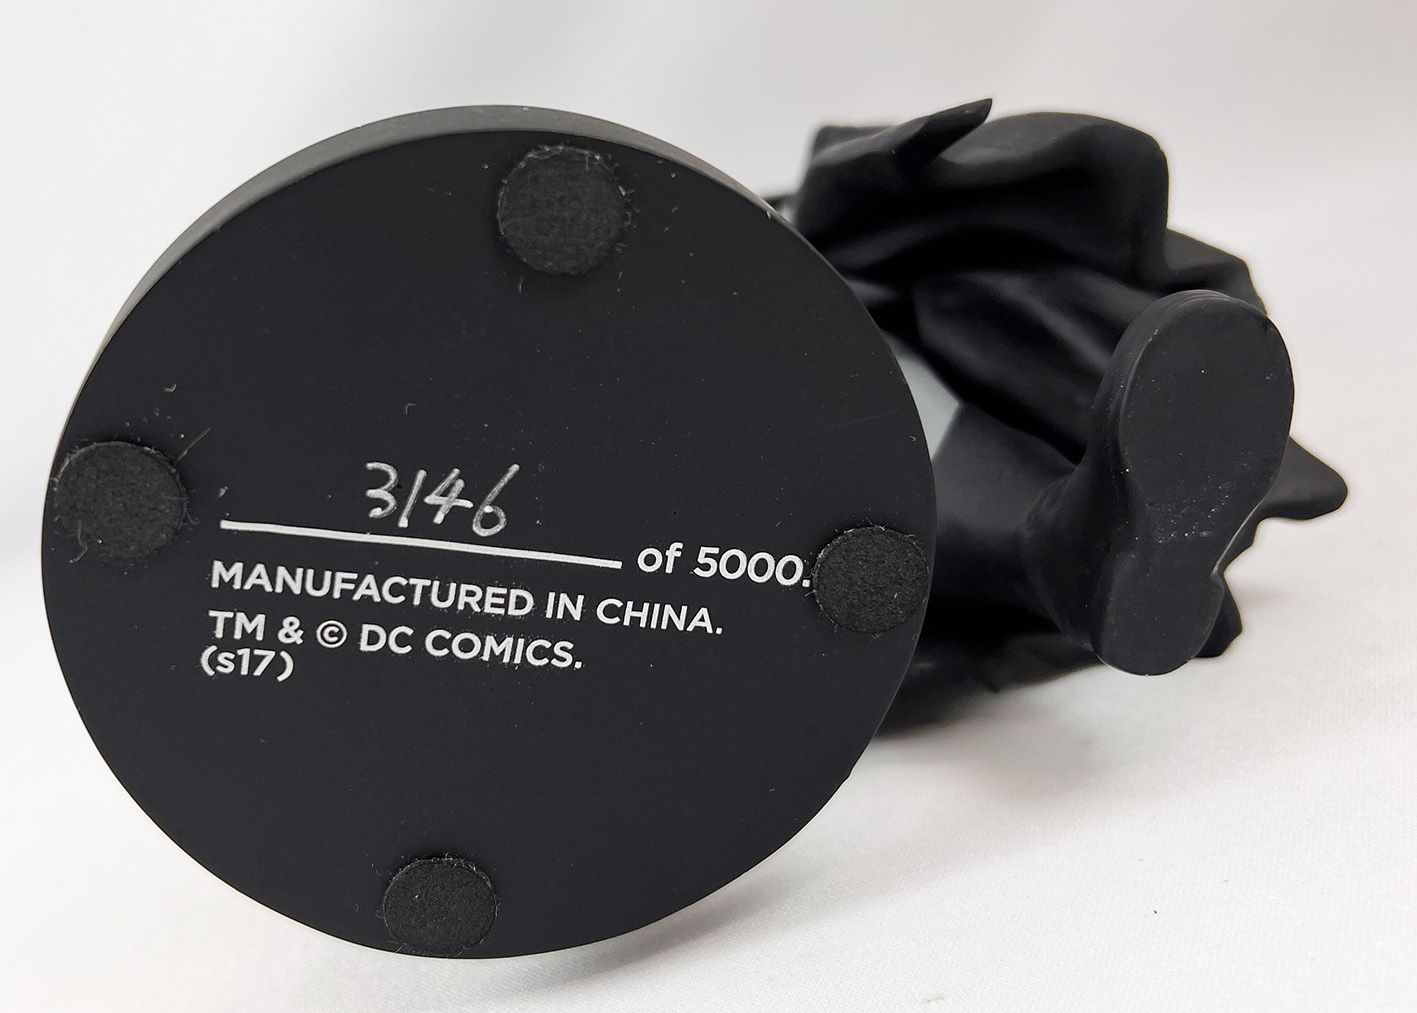 3146 of 5000.
MANUFACTURED IN CHINA.
TM & © DC COMICS.
(s17)